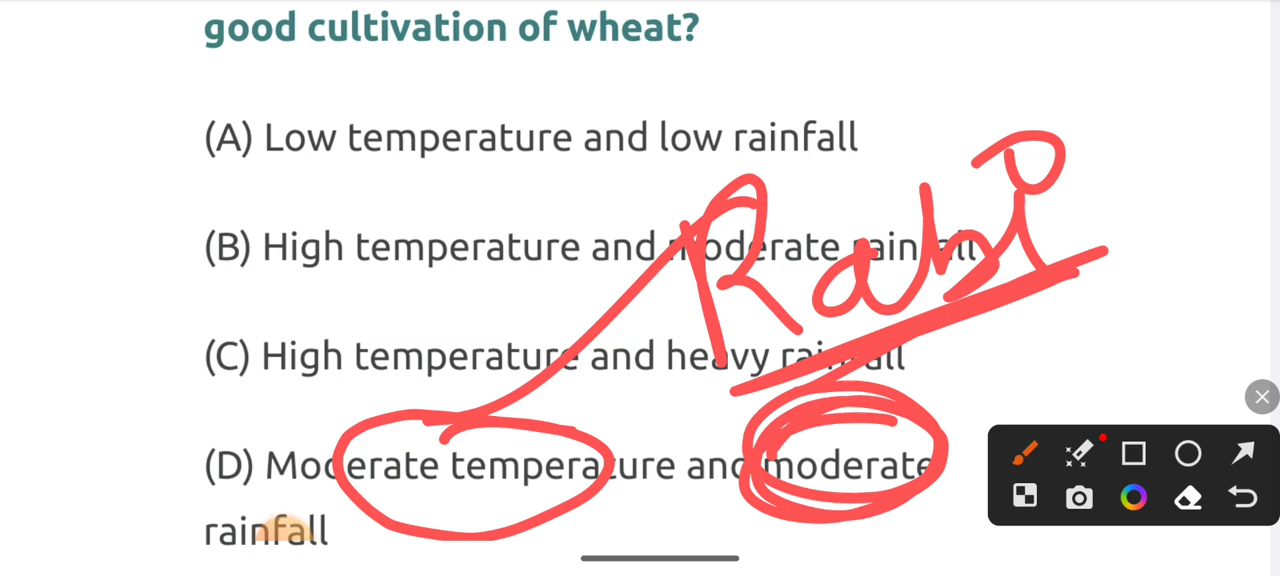 good cultivation of wheat?
(A) Low temperature and low rainfall
(B) High temperature and moderate rainfall
Rabi
(C) High temperature and heavy rainfall
(D) Moderate temperature and moderate
rainfall